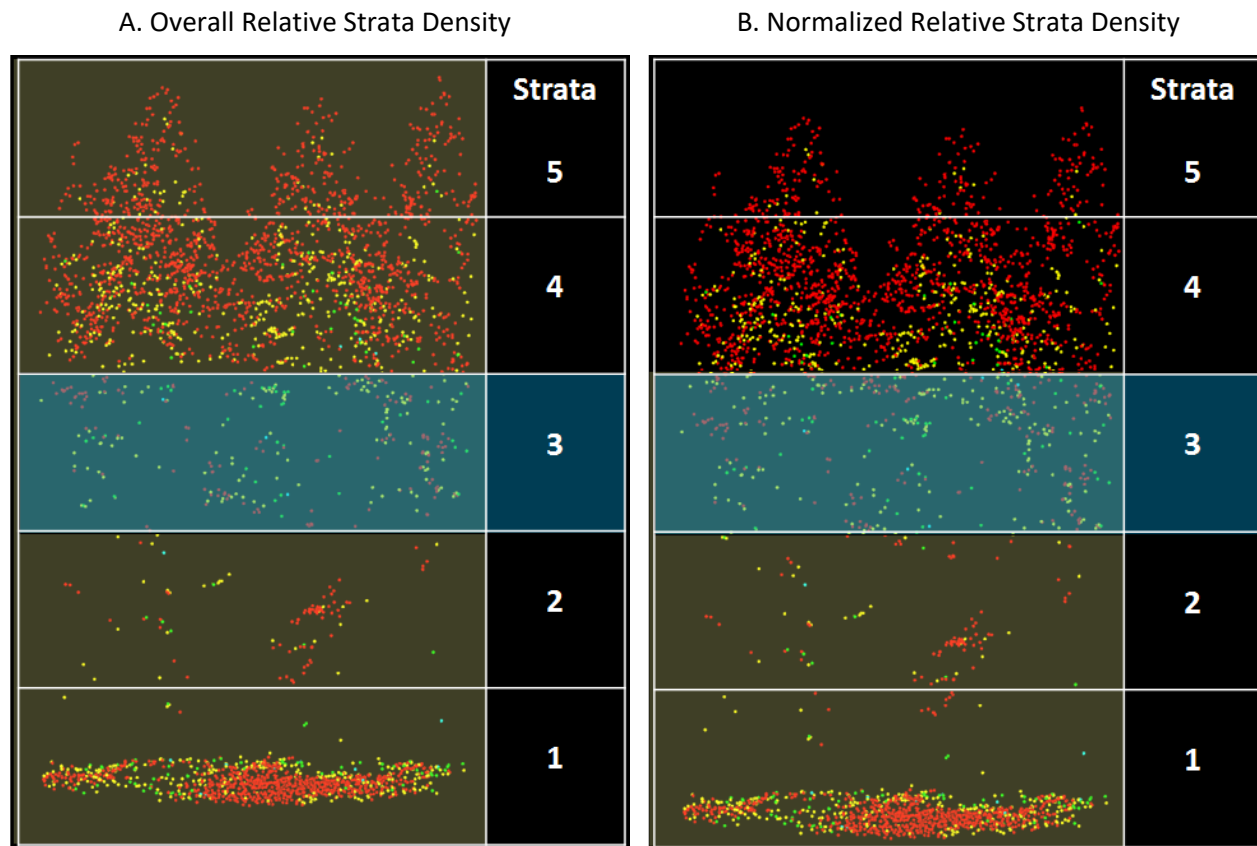 A. Overall Relative Strata Density
B. Normalized Relative Strata Density
Strata
5
4
3
2
1
Strata
5
4
3
2
1